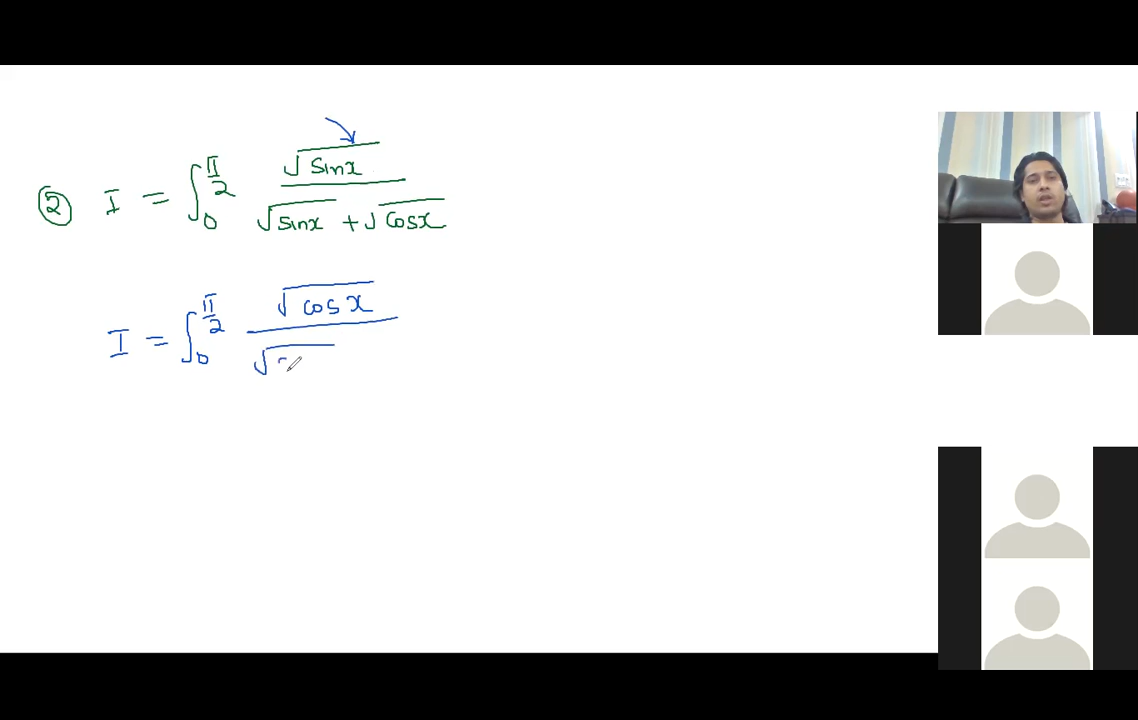 ② I = ∫₀^(π/2) √sinx / (√sinx + √cosx)
I = ∫₀^(π/2) √cosx / √